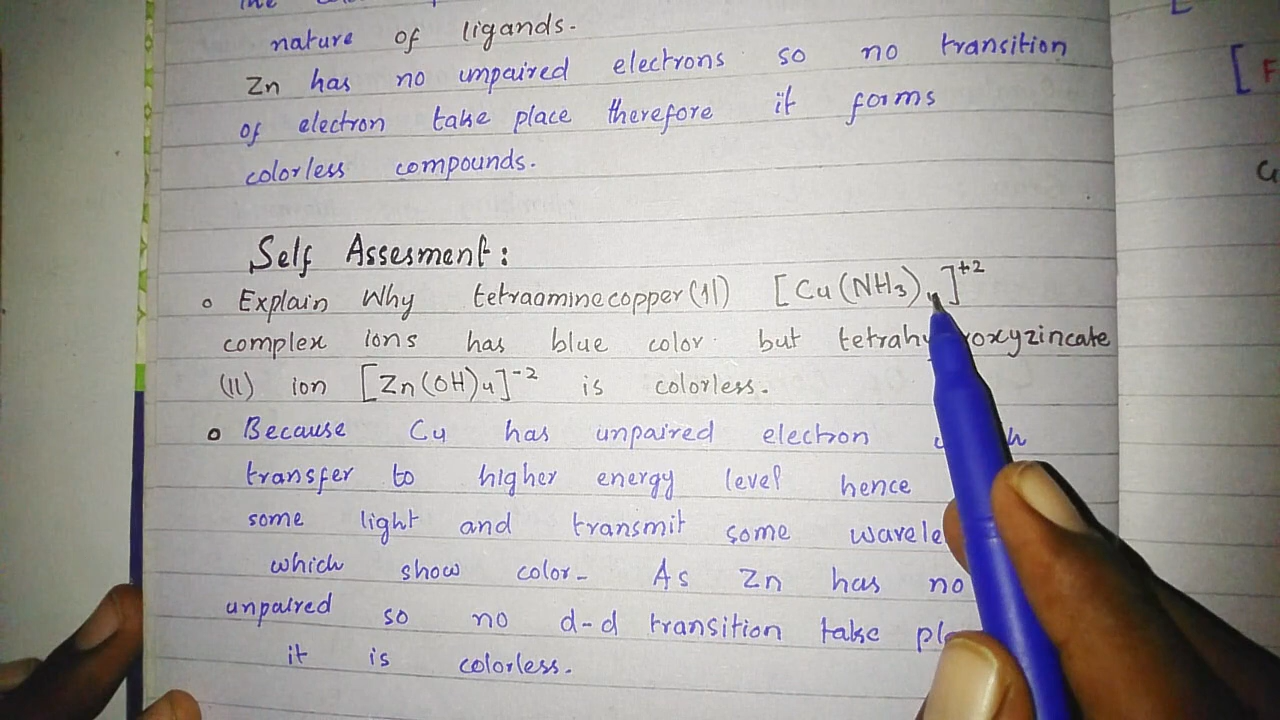 nature of ligands.
Zn has no unpaired electrons so no transition
of electron take place therefore it forms
colorless compounds.
Self Assesment:
Explain Why tetraaminecopper(II) [Cu(NH3)4]+2
complex ions has blue color. but
(II) ion [Zn(OH)4]-2 is colorless.
Because Cu has unpaired electron
transfer to higher energy level hence
some light and transmit some
which show color. As Zn has no
unpaired so no d-d transition take
it is colorless.
[F